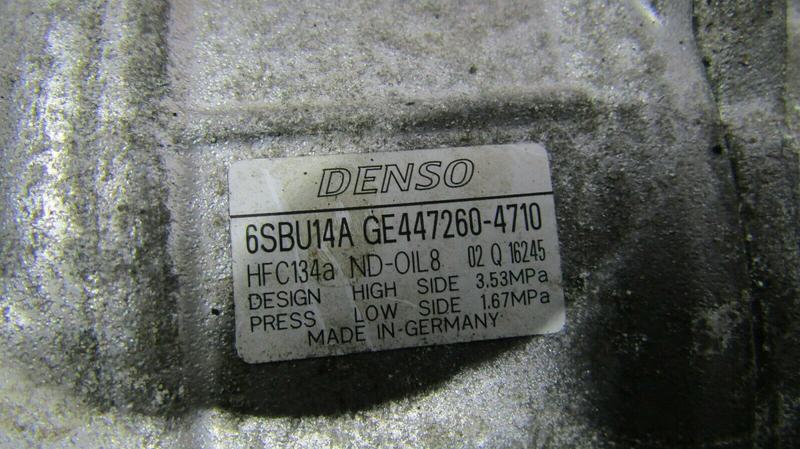 DENSO
6SBU14A GE447260-4710
HFC134a ND-OIL8 02 Q 16245
DESIGN HIGH SIDE 3.53MPa
PRESS LOW SIDE 1.67MPa
MADE IN-GERMANY